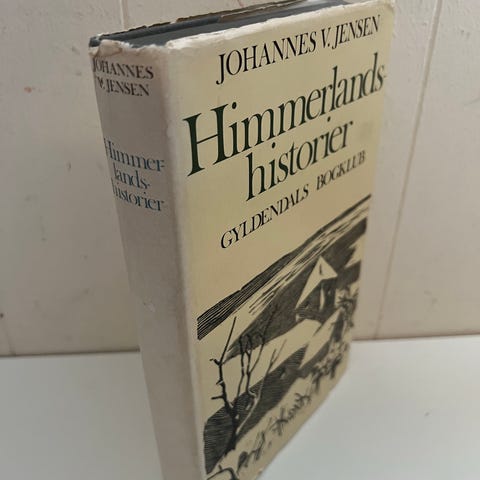 JOHANNES
V. JENSEN
Himmer-
lands-
historier
JOHANNES V. JENSEN
Himmerlands-
historier
GYLDENDALS BOGKLUB